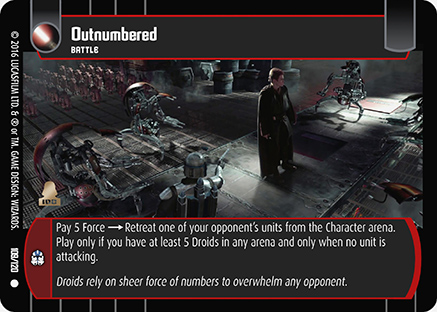 Outnumbered
BATTLE
Pay 5 Force → Retreat one of your opponent's units from the Character arena.
Play only if you have at least 5 Droids in any arena and only when no unit is
attacking.
Droids rely on sheer force of numbers to overwhelm any opponent.
© 2016 LUCASFILM LTD. & ® or TM. GAME DESIGN: WIZARDS.